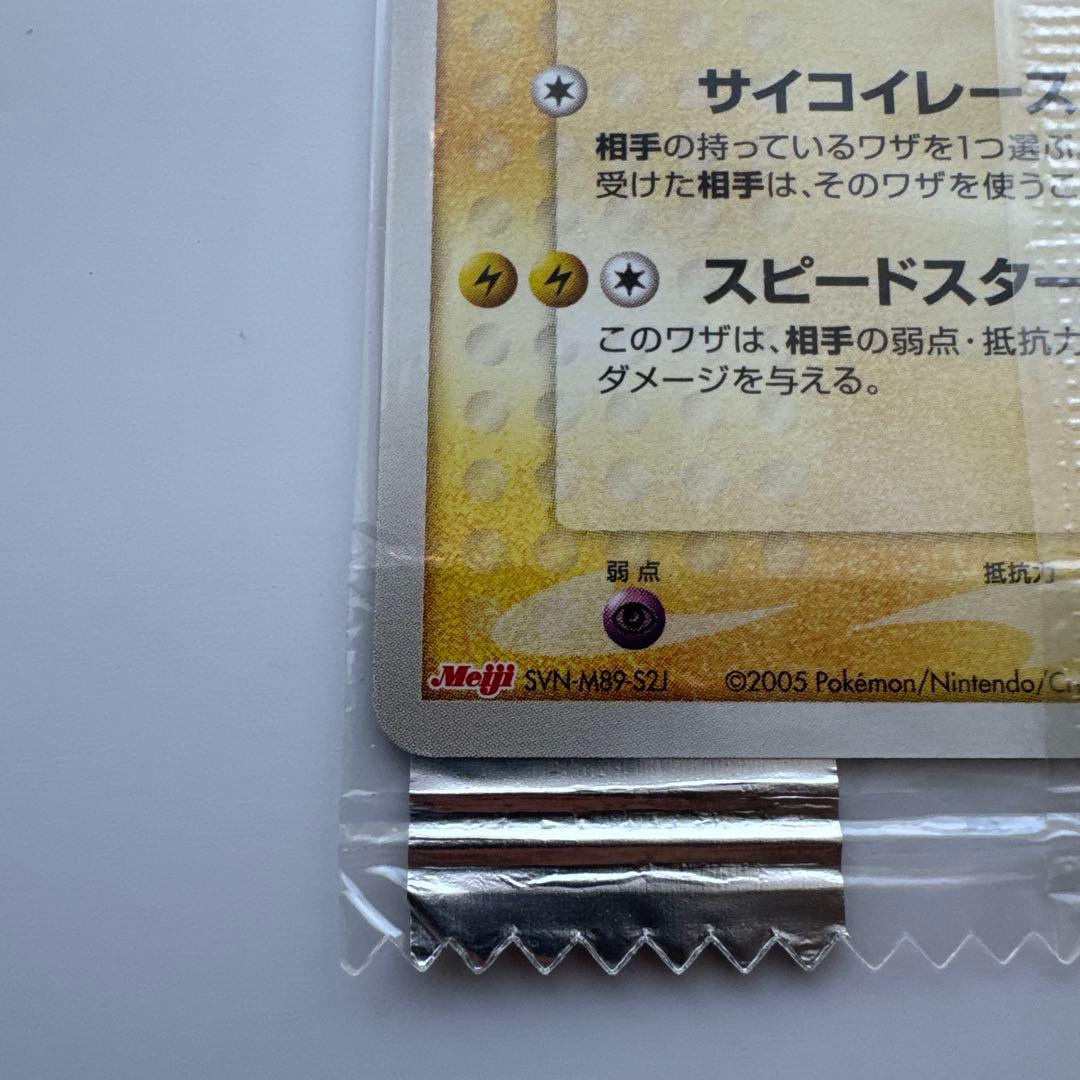 サイコイレース
相手の持っているワザを1つ選ぶ。
受けた相手は、そのワザを使うこ
スピードスター
このワザは、相手の弱点・抵抗力
ダメージを与える。
弱点 抵抗力
Meiji SVN-M89-S2J ©2005 Pokémon/Nintendo/Cr